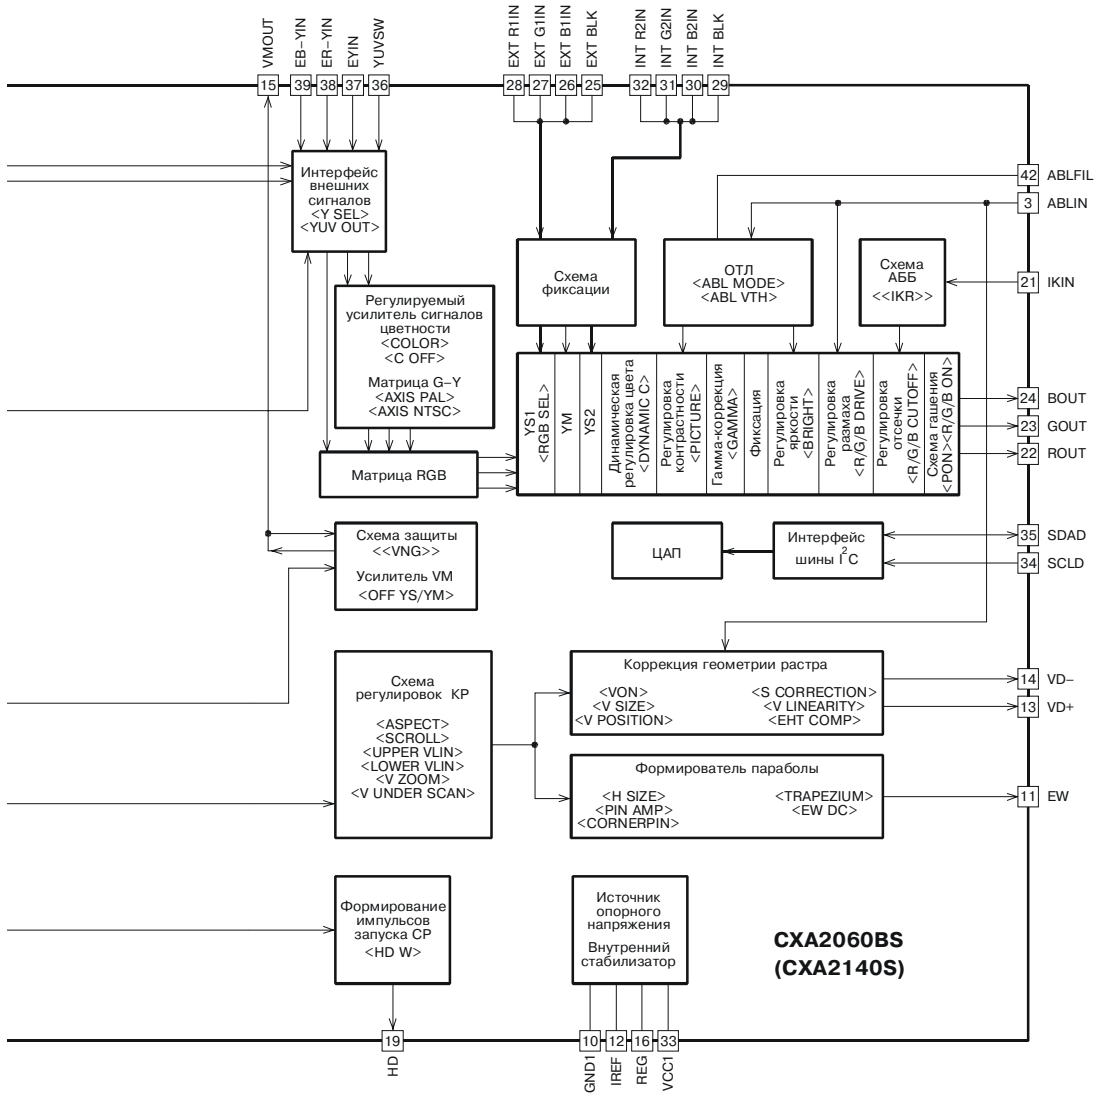 VMOUT
EB-YIN
ER-YIN
EYIN
YUVSW
EXT R1IN
EXT G1IN
EXT B1IN
EXT BLK
INT R2IN
INT G2IN
INT B2IN
INT BLK
15
39
38
37
36
28
27
26
25
32
31
30
29
Интерфейс
внешних
сигналов
<Y SEL>
<YUV OUT>
42 ABLFIL
3 ABLIN
Схема
фиксации
ОТЛ
<ABL MODE>
<ABL VTH>
Схема
АББ
<<IKR>>
21 IKIN
Регулируемый
усилитель сигналов
цветности
<COLOR>
<C OFF>
Матрица G-Y
<AXIS PAL>
<AXIS NTSC>
YS1
<RGB SEL>
YM
YS2
Динамическая
регулировка цвета
<DYNAMIC C>
Регулировка
контрастности
<PICTURE>
Гамма-коррекция
<GAMMA>
Фиксация
Регулировка
яркости
<BRIGHT>
Регулировка
размаха
<R/G/B DRIVE>
Регулировка
отсечки
<R/G/B CUTOFF>
Схема гашения
<PON><R/G/B ON>
24 BOUT
23 GOUT
22 ROUT
Матрица RGB
Схема защиты
<<VNG>>
Усилитель VM
<OFF YS/YM>
ЦАП
Интерфейс
шины I2C
35 SDAD
34 SCLD
Схема
регулировок КР
<ASPECT>
<SCROLL>
<UPPER VLIN>
<LOWER VLIN>
<V ZOOM>
<V UNDER SCAN>
Коррекция геометрии растра
<VON> <S CORRECTION>
<V SIZE> <V LINEARITY>
<V POSITION> <EHT COMP>
14 VD-
13 VD+
Формирователь параболы
<H SIZE> <TRAPEZIUM>
<PIN AMP> <EW DC>
<CORNERPIN>
11 EW
Формирование
импульсов
запуска СР
<HD W>
Источник
опорного
напряжения
Внутренний
стабилизатор
CXA2060BS
(CXA2140S)
19
10
12
16
33
HD
GND1
IREF
REG
VCC1